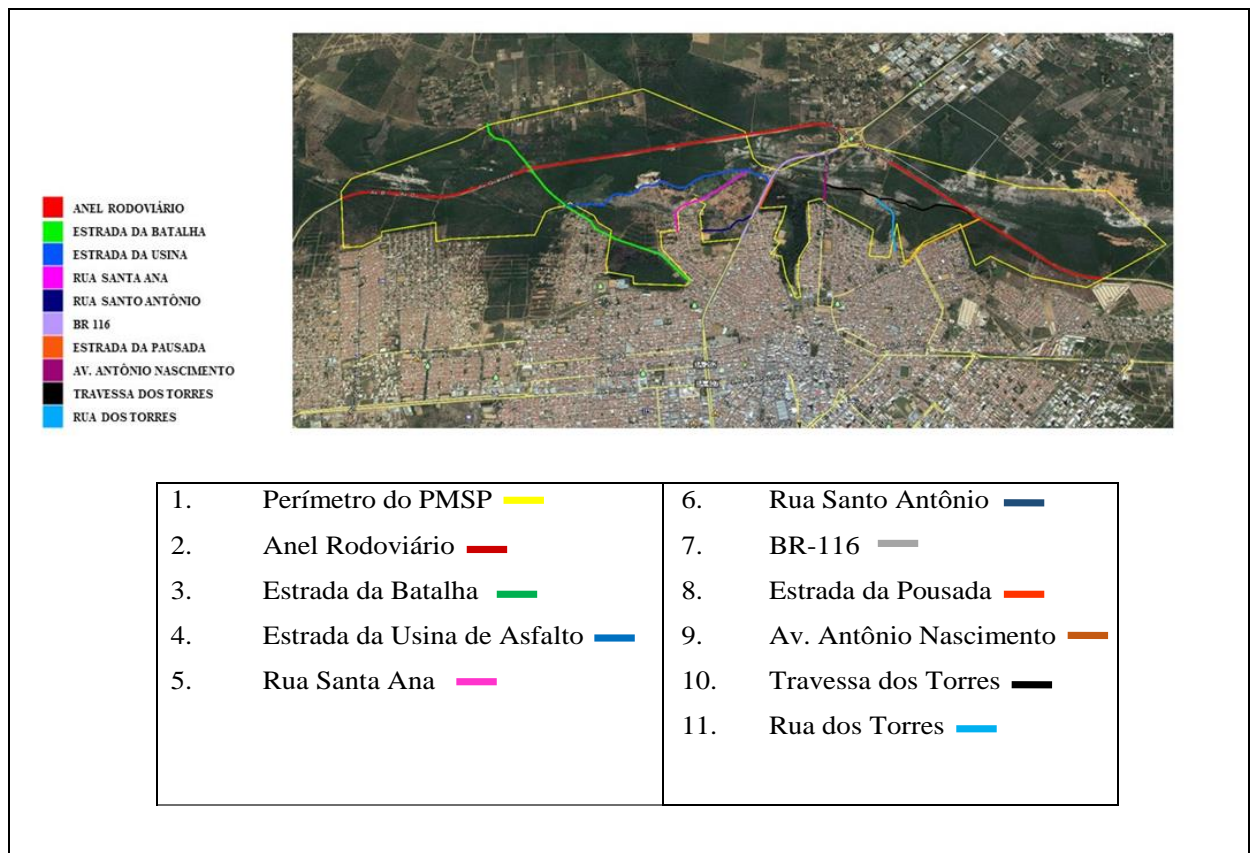 ANEL RODOVIÁRIO
ESTRADA DA BATALHA
ESTRADA DA USINA
RUA SANTA ANA
RUA SANTO ANTÔNIO
BR 116
ESTRADA DA PAUSADA
AV. ANTÔNIO NASCIMENTO
TRAVESSA DOS TORRES
RUA DOS TORRES
1. Perímetro do PMSP
2. Anel Rodoviário
3. Estrada da Batalha
4. Estrada da Usina de Asfalto
5. Rua Santa Ana
6. Rua Santo Antônio
7. BR-116
8. Estrada da Pousada
9. Av. Antônio Nascimento
10. Travessa dos Torres
11. Rua dos Torres